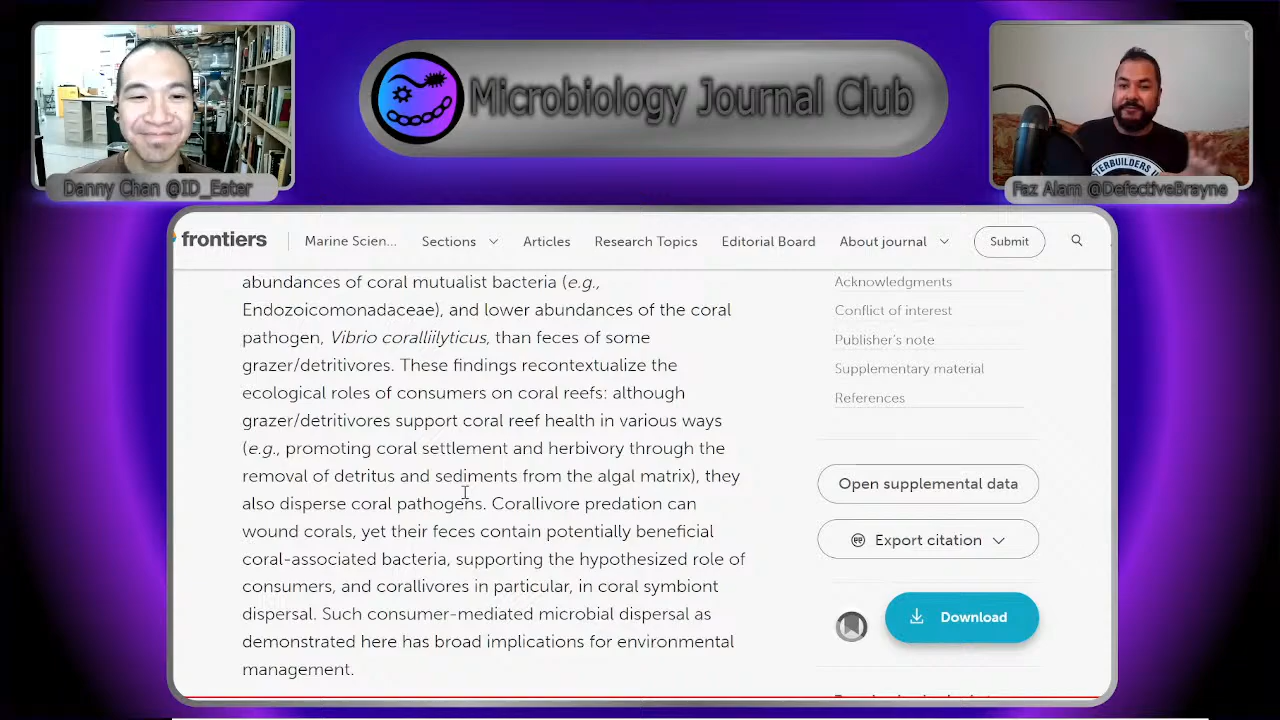 Microbiology Journal Club
Danny Chan @ID_Eater
Faz Alam @DefectiveBrayne
frontiers
Marine Scien...
Sections
Articles
Research Topics
Editorial Board
About journal
Submit
abundances of coral mutualist bacteria (e.g.,
Endozoicomonadaceae), and lower abundances of the coral
pathogen, Vibrio coralliilyticus, than feces of some
grazer/detritivores. These findings recontextualize the
ecological roles of consumers on coral reefs: although
grazer/detritivores support coral reef health in various ways
(e.g., promoting coral settlement and herbivory through the
removal of detritus and sediments from the algal matrix), they
also disperse coral pathogens. Corallivore predation can
wound corals, yet their feces contain potentially beneficial
coral-associated bacteria, supporting the hypothesized role of
consumers, and corallivores in particular, in coral symbiont
dispersal. Such consumer-mediated microbial dispersal as
demonstrated here has broad implications for environmental
management.
Acknowledgments
Conflict of interest
Publisher's note
Supplementary material
References
Open supplemental data
Export citation
Download